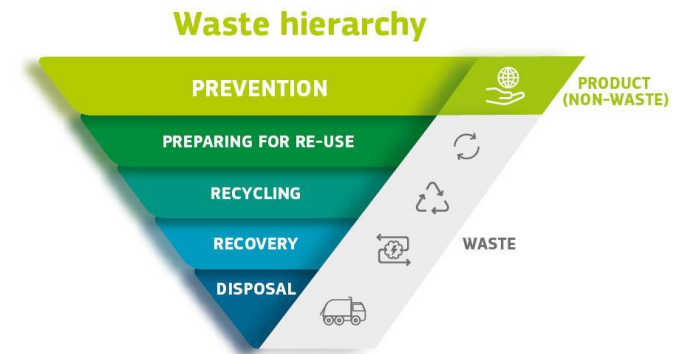 Waste hierarchy
PREVENTION
PRODUCT
(NON-WASTE)
PREPARING FOR RE-USE
RECYCLING
RECOVERY
WASTE
DISPOSAL